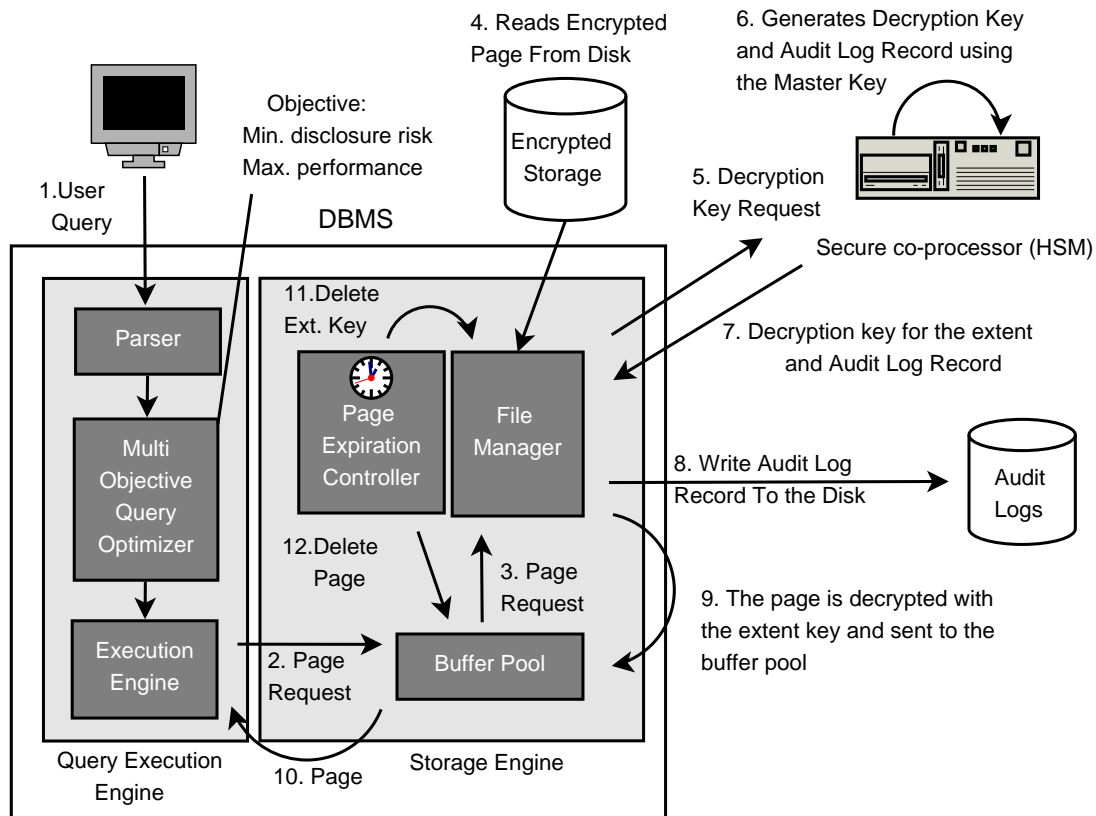 4. Reads Encrypted
Page From Disk
6. Generates Decryption Key
and Audit Log Record using
the Master Key
Objective:
Min. disclosure risk
Max. performance
Encrypted
Storage
1.User
Query
5. Decryption
Key Request
DBMS
Secure co-processor (HSM)
11.Delete
Ext. Key
Parser
7. Decryption key for the extent
and Audit Log Record
Page
Expiration
Controller
File
Manager
Multi
Objective
Query
Optimizer
8. Write Audit Log
Record To the Disk
Audit
Logs
12.Delete
Page
3. Page
Request
9. The page is decrypted with
the extent key and sent to the
buffer pool
Execution
Engine
2. Page
Request
Buffer Pool
Query Execution
Engine
10. Page
Storage Engine